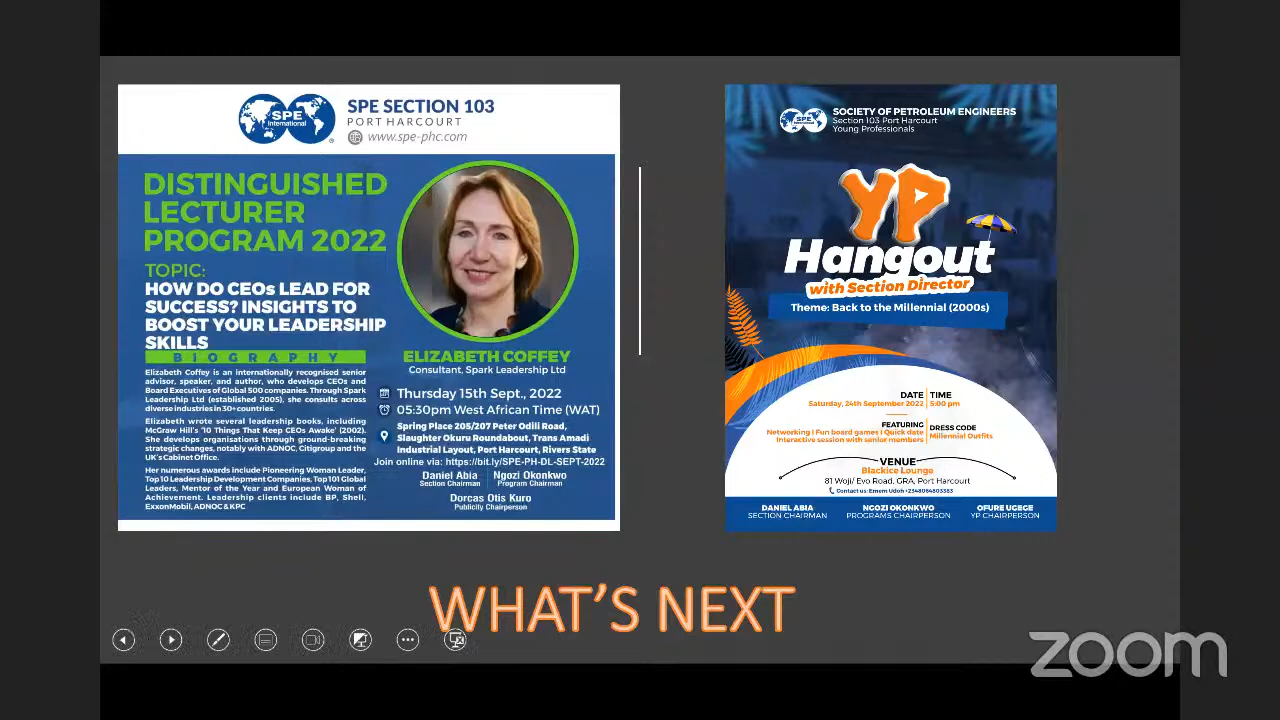 SPE
International
SPE SECTION 103
PORT HARCOURT
www.spe-phc.com
DISTINGUISHED
LECTURER
PROGRAM 2022
TOPIC:
HOW DO CEOs LEAD FOR
SUCCESS? INSIGHTS TO
BOOST YOUR LEADERSHIP
SKILLS
BIOGRAPHY
Elizabeth Coffey is an internationally recognised senior
advisor, speaker, and author, who develops CEOs and
Board Executives of Global 500 companies. Through Spark
Leadership Ltd (established 2005), she consults across
diverse industries in 30+countries.
Elizabeth wrote several leadership books, including
McGraw Hill's '10 Things That Keep CEOs Awake' (2002).
She develops organisations through ground-breaking
strategic changes, notably with ADNOC, Citigroup and the
UK's Cabinet Office.
Her numerous awards include Pioneering Woman Leader,
Top 10 Leadership Development Companies, Top 101 Global
Leaders, Mentor of the Year and European Woman of
Achievement. Leadership clients include BP, Shell,
ExxonMobil, ADNOC & KPC
ELIZABETH COFFEY
Consultant, Spark Leadership Ltd
Thursday 15th Sept., 2022
05:30pm West African Time (WAT)
Spring Place 205/207 Peter Odili Road,
Slaughter Okuru Roundabout, Trans Amadi
Industrial Layout, Port Harcourt, Rivers State
Join online via: https://bit.ly/SPE-PH-DL-SEPT-2022
Daniel Abia
Section Chairman
Ngozi Okonkwo
Program Chairman
Dorcas Otis Kuro
Publicity Chairperson
SPE
SOCIETY OF PETROLEUM ENGINEERS
Section 103 Port Harcourt
Young Professionals
YP
Hangout
with Section Director
Theme: Back to the Millennial (2000s)
DATE
Saturday, 24th September 2022
TIME
5:00 pm
FEATURING
Networking I Fun board games I Quick date
Interactive session with senior members
DRESS CODE
Millennial Outfits
VENUE
Blackice Lounge
81 Woji/ Evo Road, GRA, Port Harcourt
Contact us: Emem Udoh +2348064803383
DANIEL ABIA
SECTION CHAIRMAN
NGOZI OKONKWO
PROGRAMS CHAIRPERSON
OFURE UGEGE
YP CHAIRPERSON
WHAT'S NEXT
zoom